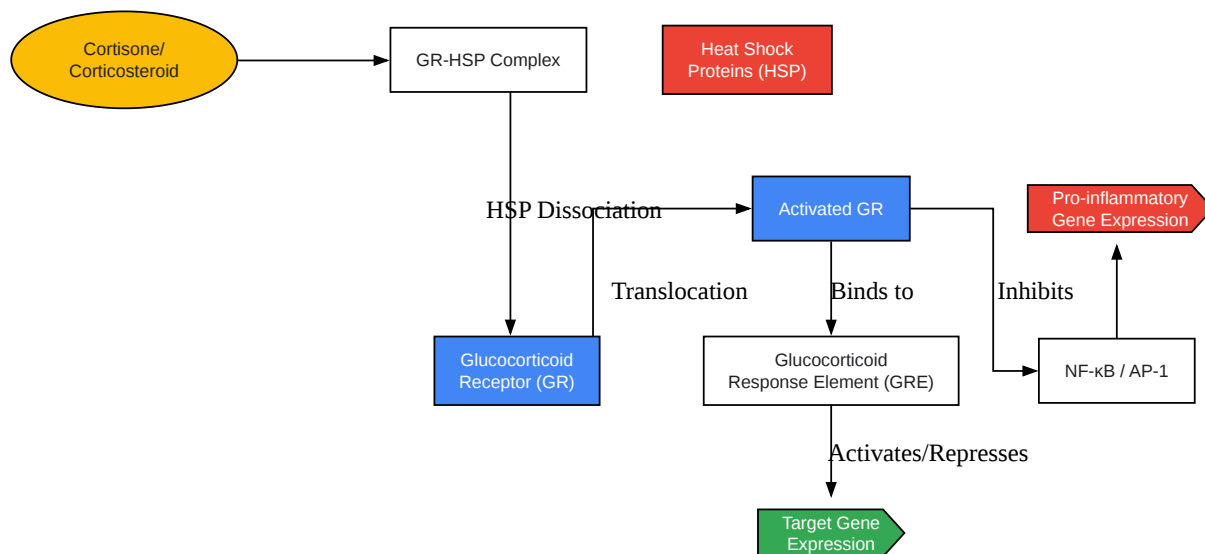 Cortisone/
Corticosteroid
GR-HSP Complex
Heat Shock
Proteins (HSP)
HSP Dissociation
Activated GR
Pro-inflammatory
Gene Expression
Translocation
Binds to
Inhibits
Glucocorticoid
Receptor (GR)
Glucocorticoid
Response Element (GRE)
NF-κB / AP-1
Activates/Represses
Target Gene
Expression